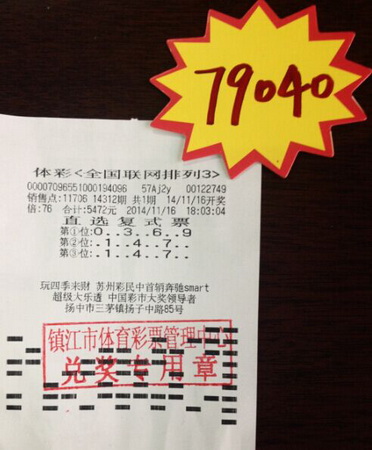 79040
体彩<全国联网排列3>
00007096551000194096 57Aj2y 00122749
销售点:11706 14312期 共1期 14/11/16开奖
倍:76 合计:5472元 2014/11/16 18:03:04
直选复式票
第①位:0..3..6..9
第②位:.1..4..7..
第③位:.1..4..7..
玩四季来财 苏州彩民中首辆奔驰smart
超级大乐透 中国彩市大奖领导者
扬中市三茅镇扬子中路85号
镇江市体育彩票管理中心
兑奖专用章